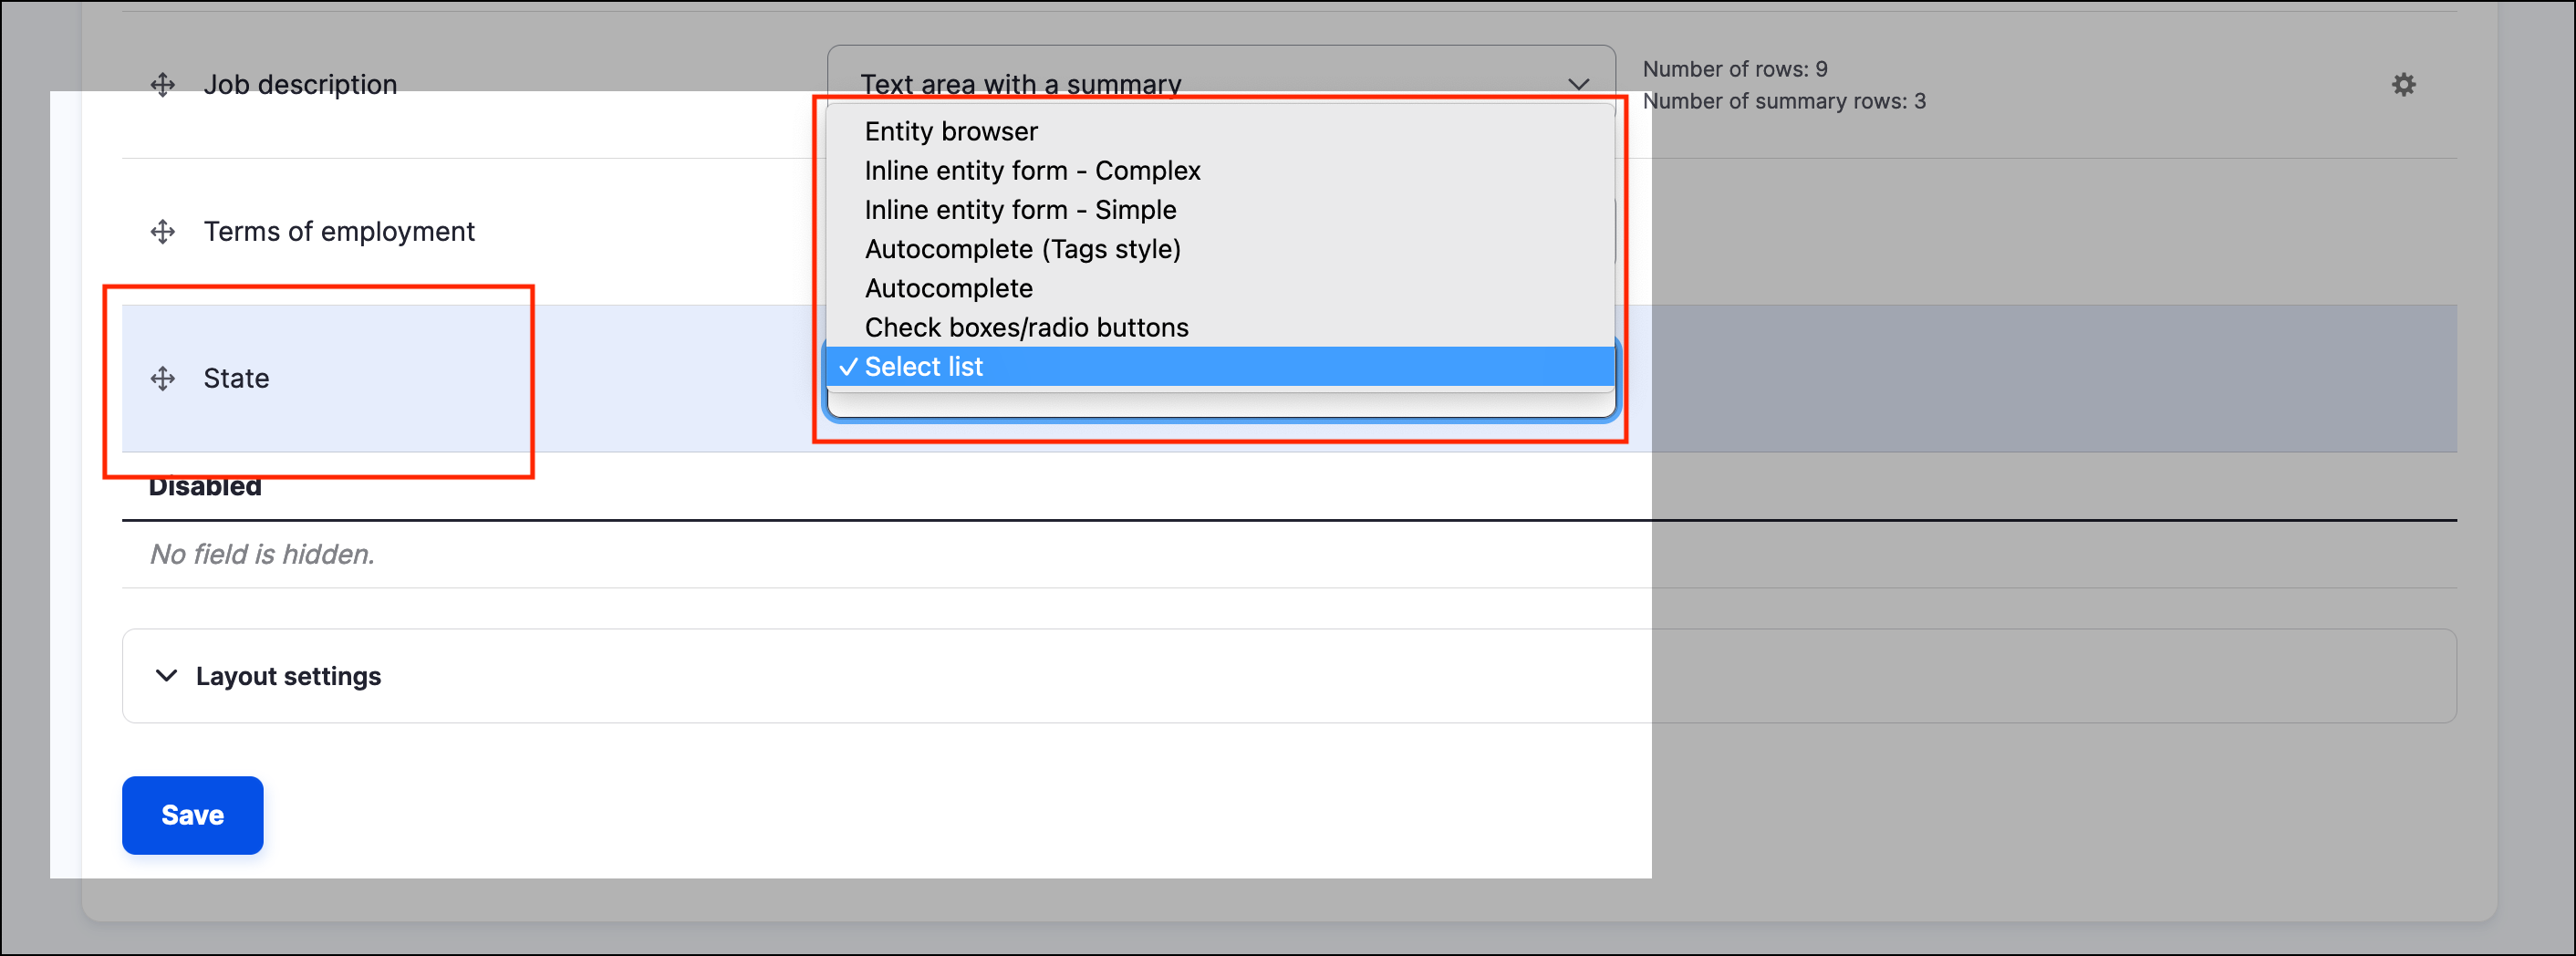 Job description
Text area with a summary
Number of rows: 9
Number of summary rows: 3
Entity browser
Inline entity form - Complex
Inline entity form - Simple
Autocomplete (Tags style)
Autocomplete
Check boxes/radio buttons
✓ Select list
Terms of employment
State
Disabled
No field is hidden.
Layout settings
Save